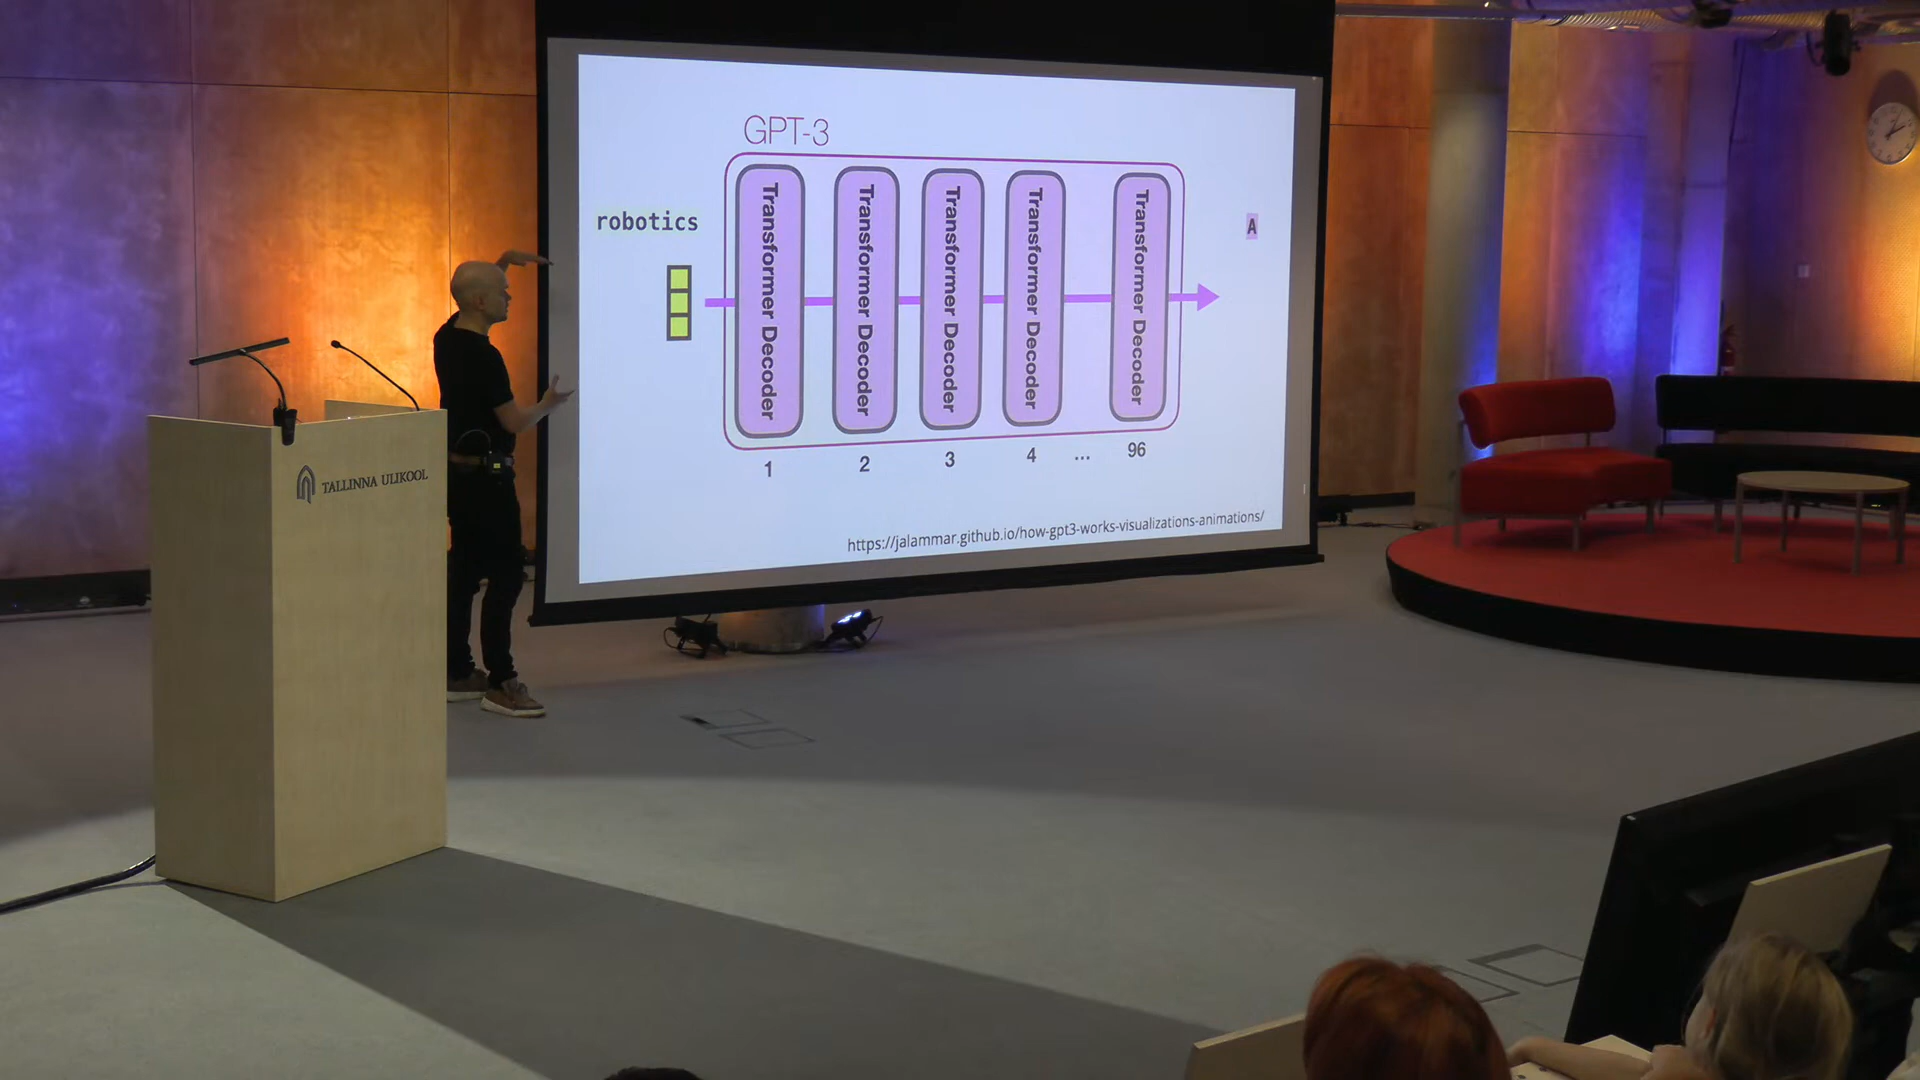 GPT-3
robotics
Transformer Decoder
Transformer Decoder
Transformer Decoder
Transformer Decoder
Transformer Decoder
A
1 2 3 4 ... 96
https://jalammar.github.io/how-gpt3-works-visualizations-animations/
TALLINNA ULIKOOL